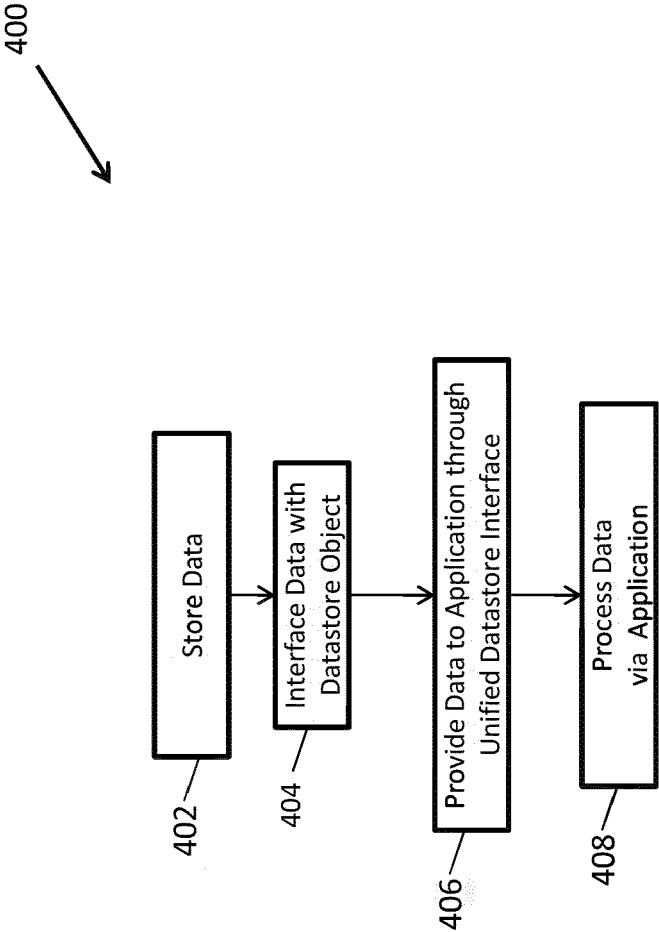 400
Store Data
402
Interface Data with
Datastore Object
404
Provide Data to Application through
Unified Datastore Interface
406
Process Data
via Application
408